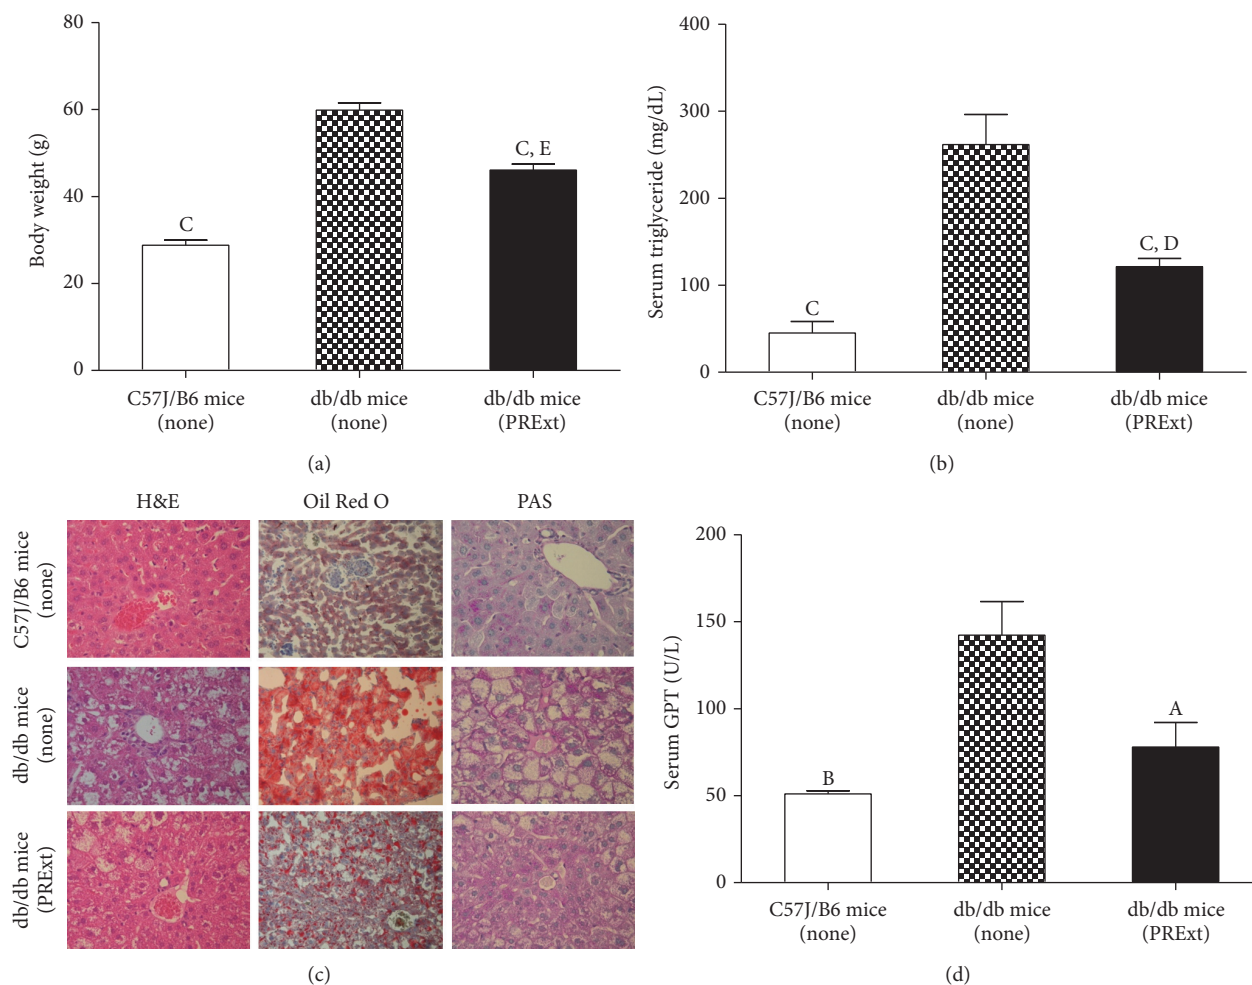 80
60
40
20
0
Body weight (g)
C
C, E
C57J/B6 mice
(none)
db/db mice
(none)
db/db mice
(PRExt)
(a)
400
300
200
100
0
Serum triglyceride (mg/dL)
C
C, D
C57J/B6 mice
(none)
db/db mice
(none)
db/db mice
(PRExt)
(b)
H&E
Oil Red O
PAS
C57J/B6 mice
(none)
db/db mice
(none)
db/db mice
(PRExt)
(c)
200
150
100
50
0
Serum GPT (U/L)
B
A
C57J/B6 mice
(none)
db/db mice
(none)
db/db mice
(PRExt)
(d)